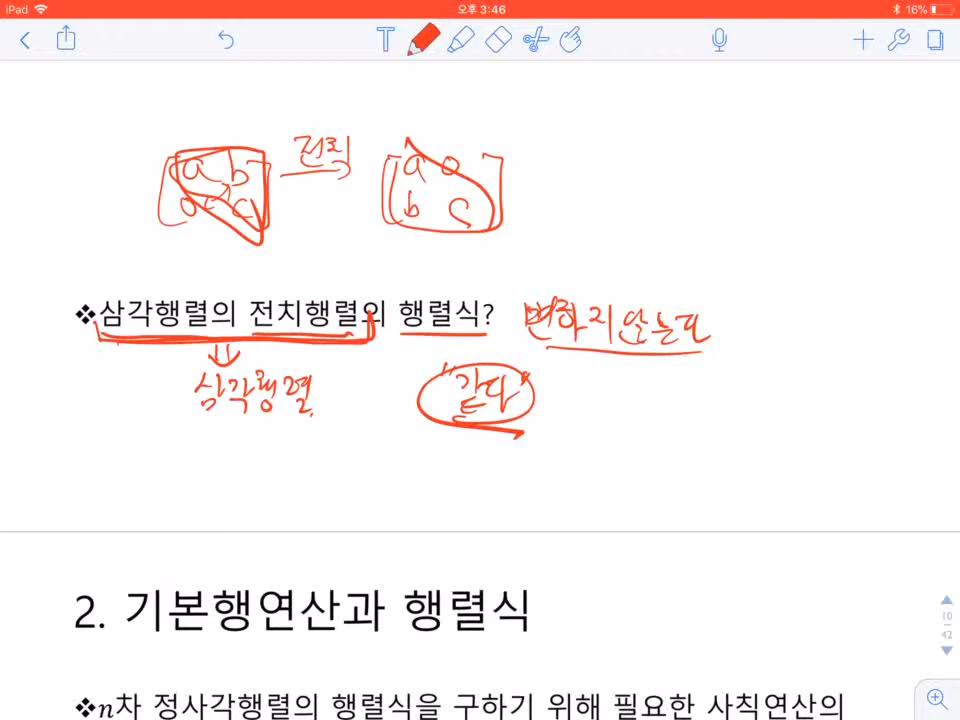 iPad 오후 3:46 16%
T
a b 전치 a 0
0 c b c
❖삼각행렬의 전치행렬의 행렬식? 변하지 않는다
삼각행렬. "같다"
2. 기본행연산과 행렬식
10
42
❖n차 정사각행렬의 행렬식을 구하기 위해 필요한 사칙연산의